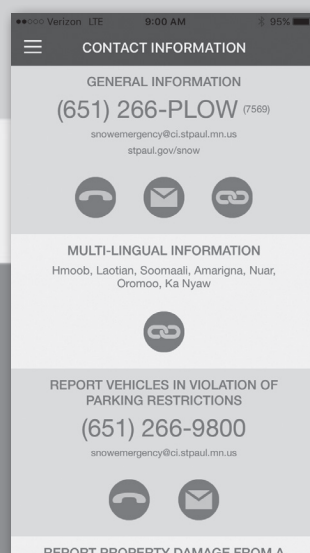 Verizon LTE 9:00 AM 95%
CONTACT INFORMATION
GENERAL INFORMATION
(651) 266-PLOW (7569)
snowemergency@ci.stpaul.mn.us
stpaul.gov/snow
MULTI-LINGUAL INFORMATION
Hmoob, Laotian, Soomaali, Amarigna, Nuar,
Oromoo, Ka Nyaw
REPORT VEHICLES IN VIOLATION OF
PARKING RESTRICTIONS
(651) 266-9800
snowemergency@ci.stpaul.mn.us
REPORT PROPERTY DAMAGE FROM A